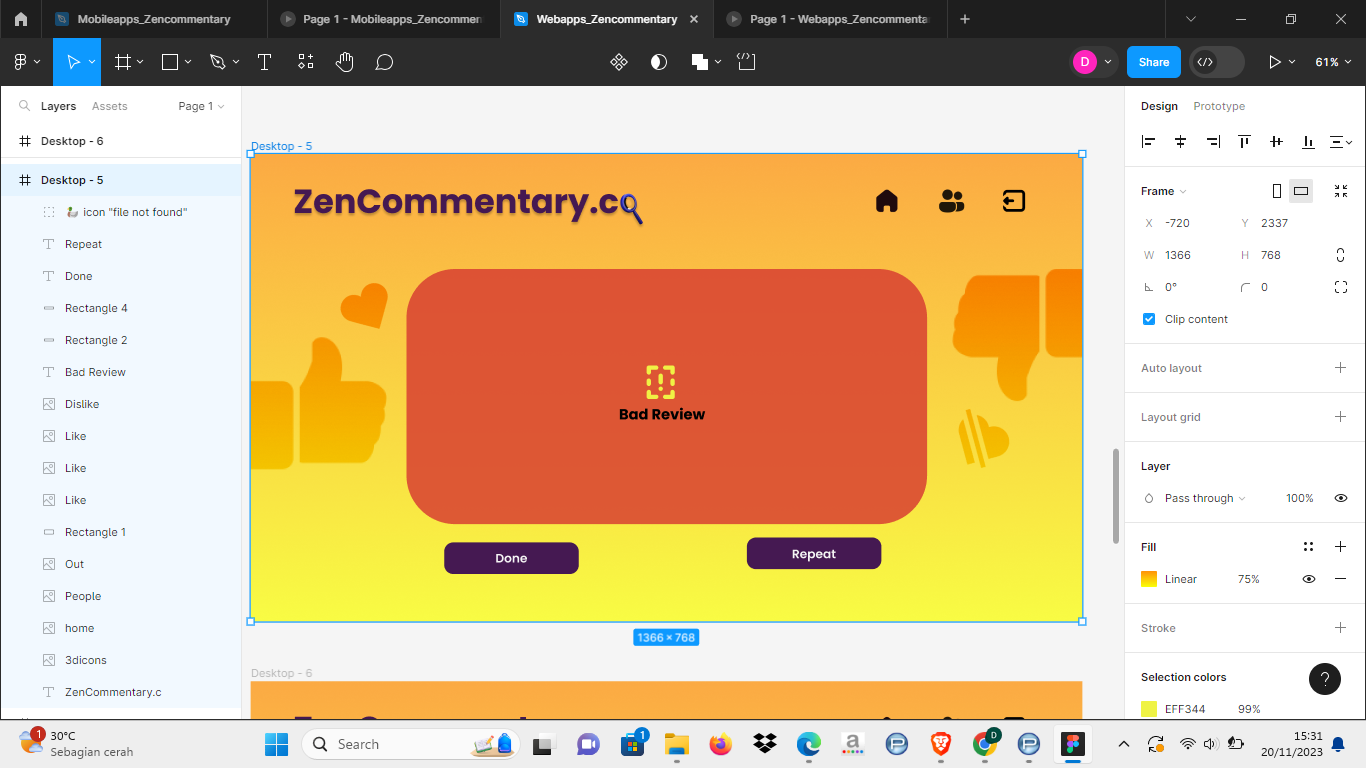 Mobileapps_Zencommentary
Page 1 - Mobileapps_Zencommen
Webapps_Zencommentary
Page 1 - Webapps_Zencommenta
D
Share
61%
Layers
Assets
Page 1
Desktop - 6
Desktop - 5
icon "file not found"
Repeat
Done
Rectangle 4
Rectangle 2
Bad Review
Dislike
Like
Like
Like
Rectangle 1
Out
People
home
3dicons
ZenCommentary.c
Desktop - 5
ZenCommentary.co
Bad Review
Done
Repeat
1366 × 768
Desktop - 6
Design
Prototype
Frame
X -720
Y 2337
W 1366
H 768
0°
0
Clip content
Auto layout
Layout grid
Layer
Pass through
100%
Fill
Linear
75%
Stroke
Selection colors
?
EFF344
99%
1
30°C
Sebagian cerah
Search
1
D
15:31
20/11/2023